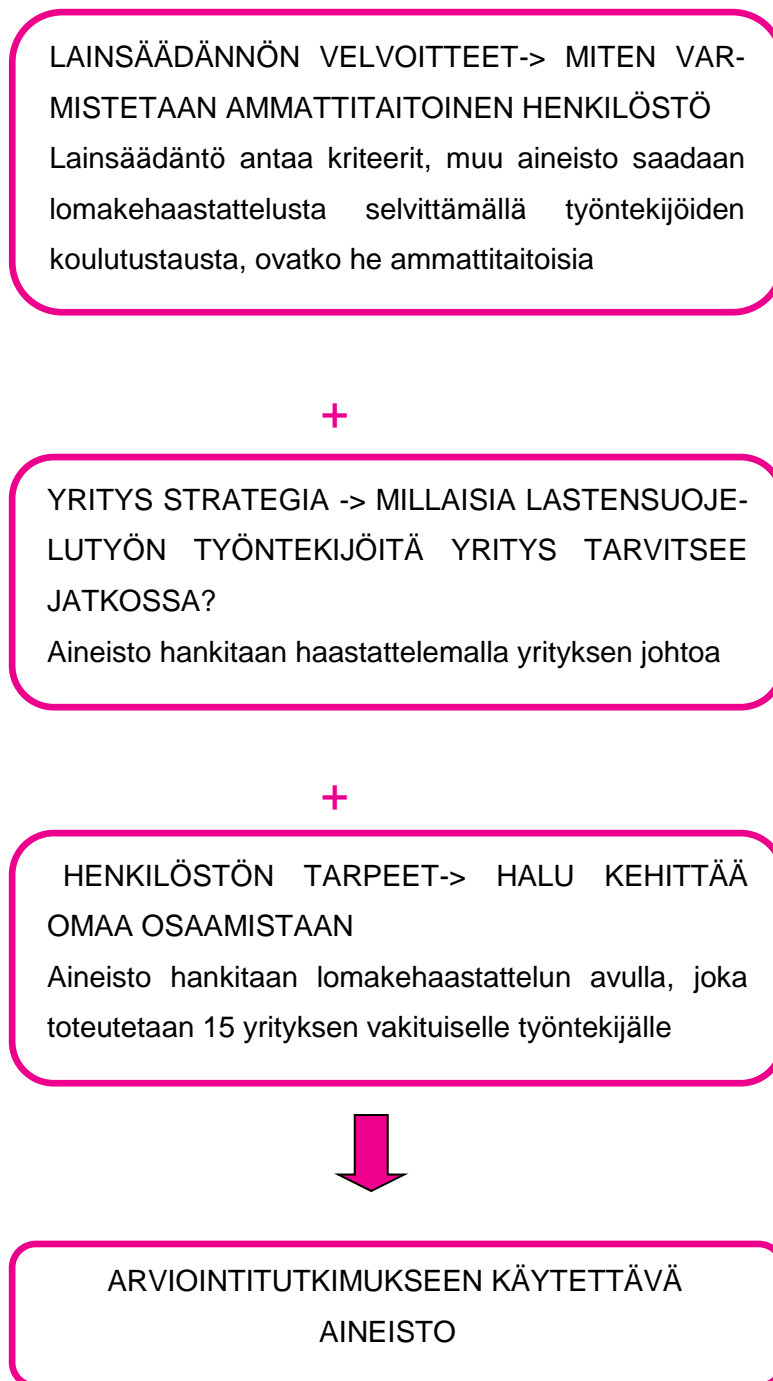 LAINSÄÄDÄNNÖN VELVOITTEET-> MITEN VAR-
MISTETAAN AMMATTITAITOINEN HENKILÖSTÖ
Lainsäädäntö antaa kriteerit, muu aineisto saadaan
lomakehaastattelusta selvittämällä työntekijöiden
koulutustausta, ovatko he ammattitaitoisia
+
YRITYS STRATEGIA -> MILLAISIA LASTENSUOJE-
LUTYÖN TYÖNTEKIJÖITÄ YRITYS TARVITSEE
JATKOSSA?
Aineisto hankitaan haastattelemalla yrityksen johtoa
+
HENKILÖSTÖN TARPEET-> HALU KEHITTÄÄ
OMAA OSAAMISTAAN
Aineisto hankitaan lomakehaastattelun avulla, joka
toteutetaan 15 yrityksen vakituiselle työntekijälle
ARVIOINTITUTKIMUKSEEN KÄYTETTÄVÄ
AINEISTO